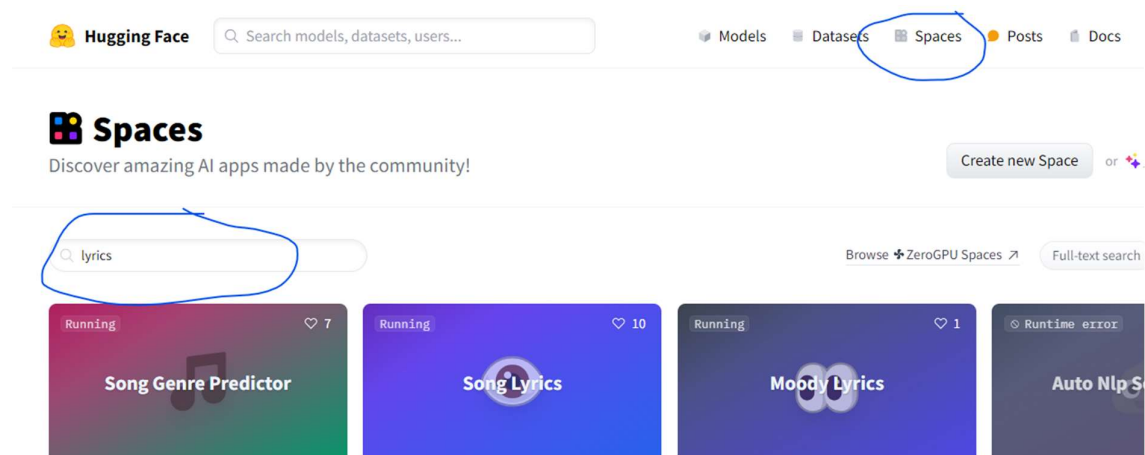 Hugging Face Search models, datasets, users... Models Datasets Spaces Posts Docs
Spaces
Discover amazing AI apps made by the community!
Create new Space or
lyrics
Browse ZeroGPU Spaces ↗ Full-text search
Running 7 Running 10 Running 1 Runtime error
Song Genre Predictor Song Lyrics Moody Lyrics Auto Nlp